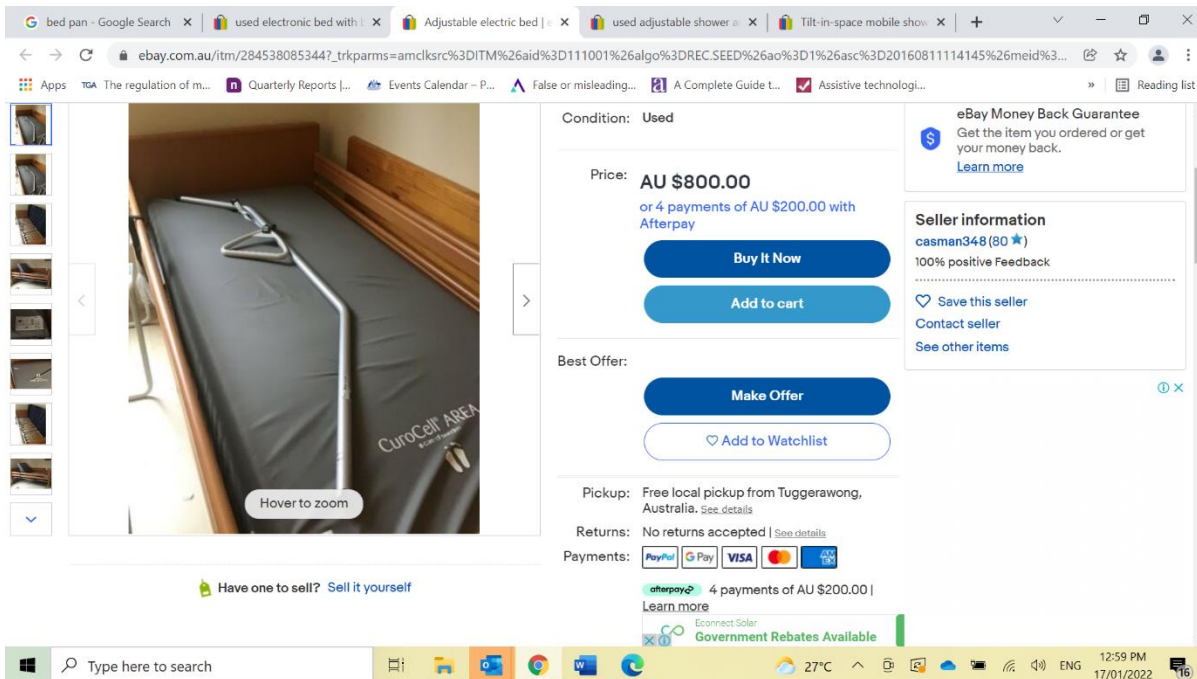 bed pan - Google Search
used electronic bed with b
Adjustable electric bed | e
used adjustable shower a
Tilt-in-space mobile show
ebay.com.au/itm/284538085344?_trkparms=amclksrc%3DITM%26aid%3D111001%26algo%3DREC.SEED%26ao%3D1%26asc%3D20160811114145%26meid%3...
Apps
TGA The regulation of m...
n Quarterly Reports |...
Events Calendar – P...
False or misleading...
A Complete Guide t...
Assistive technologi...
»
Reading list
Condition: Used
Price: AU $800.00
or 4 payments of AU $200.00 with
Afterpay
Buy It Now
Add to cart
Best Offer:
Make Offer
Add to Watchlist
Pickup: Free local pickup from Tuggerawong,
Australia. See details
Returns: No returns accepted | See details
Payments: PayPal G Pay VISA AM EX
afterpay 4 payments of AU $200.00 |
Learn more
Econnect Solar
Government Rebates Available
eBay Money Back Guarantee
Get the item you ordered or get
your money back.
Learn more
Seller information
casman348 (80)
100% positive Feedback
Save this seller
Contact seller
See other items
CuroCell® AREA
Hover to zoom
Have one to sell? Sell it yourself
Type here to search
27°C
ENG
12:59 PM
17/01/2022
16